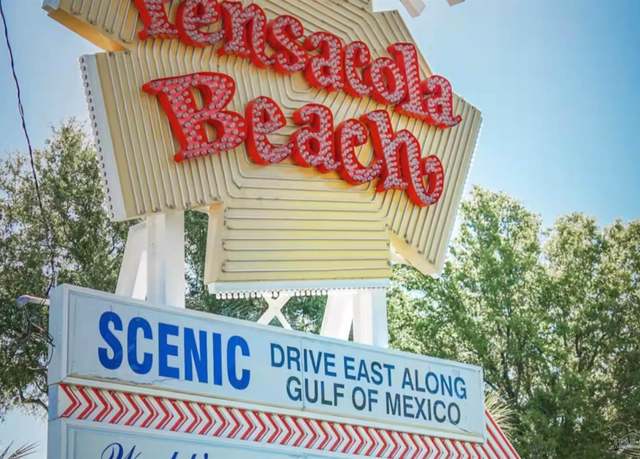 Pensacola
Beach
SCENIC DRIVE EAST ALONG
GULF OF MEXICO